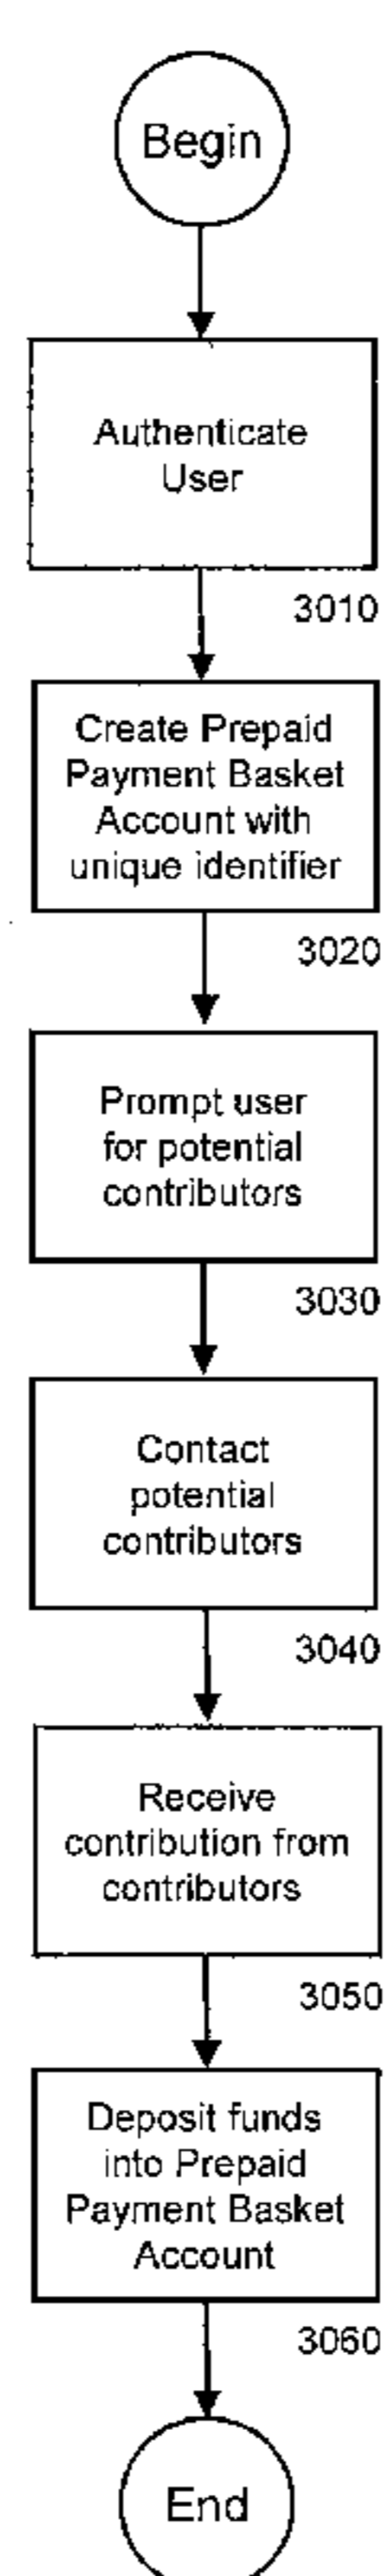 Begin
Authenticate
User
3010
Create Prepaid
Payment Basket
Account with
unique identifier
3020
Prompt user
for potential
contributors
3030
Contact
potential
contributors
3040
Receive
contribution from
contributors
3050
Deposit funds
into Prepaid
Payment Basket
Account
3060
End